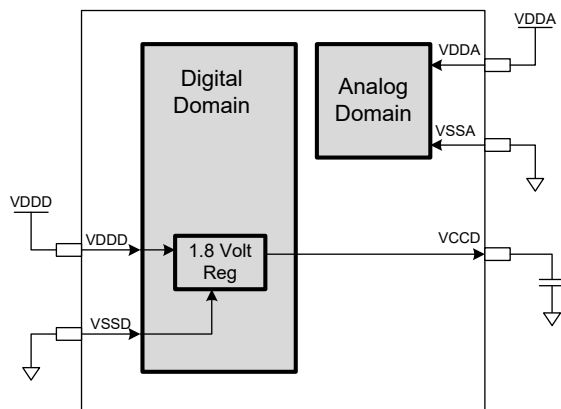 VDDA
VDDA
Digital
Domain
Analog
Domain
VSSA
VDDD
VDDD
1.8 Volt
Reg
VCCD
VSSD